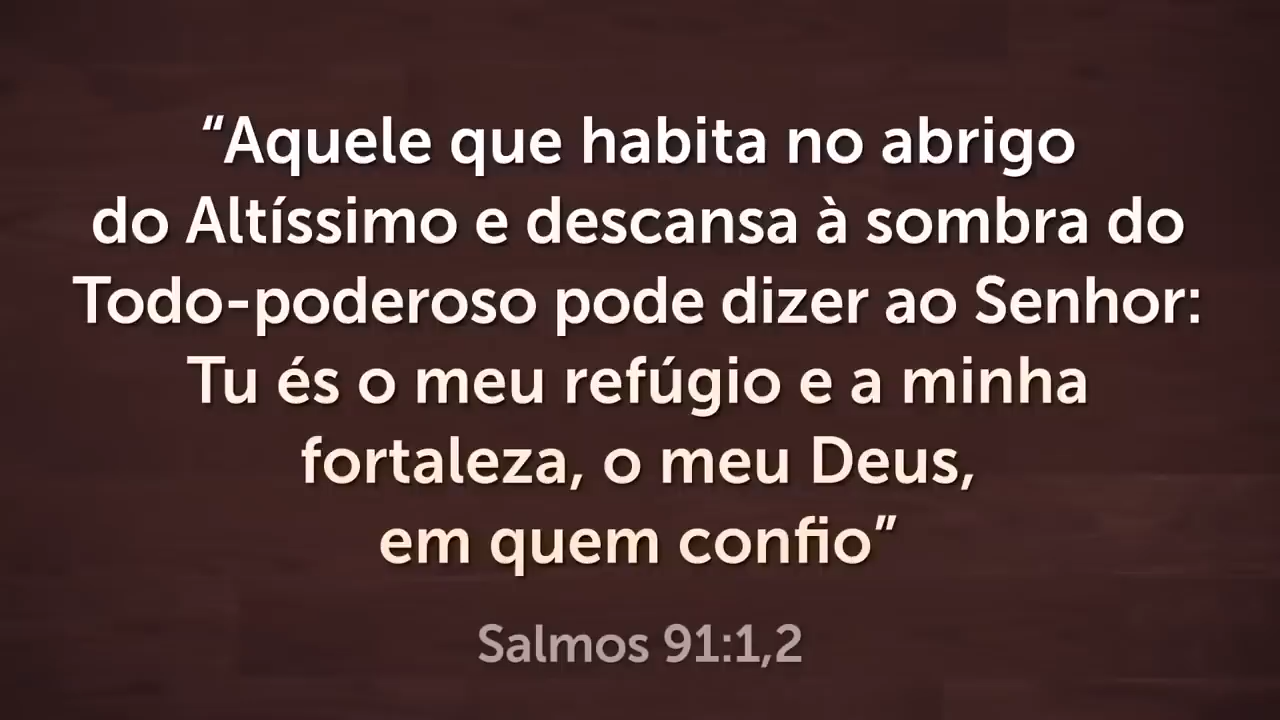 “Aquele que habita no abrigo
do Altíssimo e descansa à sombra do
Todo-poderoso pode dizer ao Senhor:
Tu és o meu refúgio e a minha
fortaleza, o meu Deus,
em quem confio”
Salmos 91:1,2